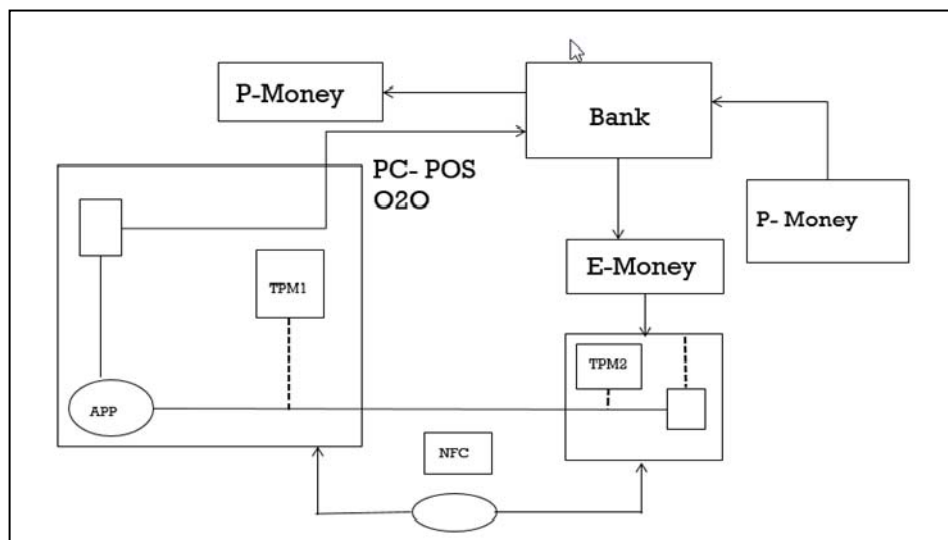 P-Money
Bank
PC- POS
O2O
P- Money
TPM1
E-Money
TPM2
APP
NFC